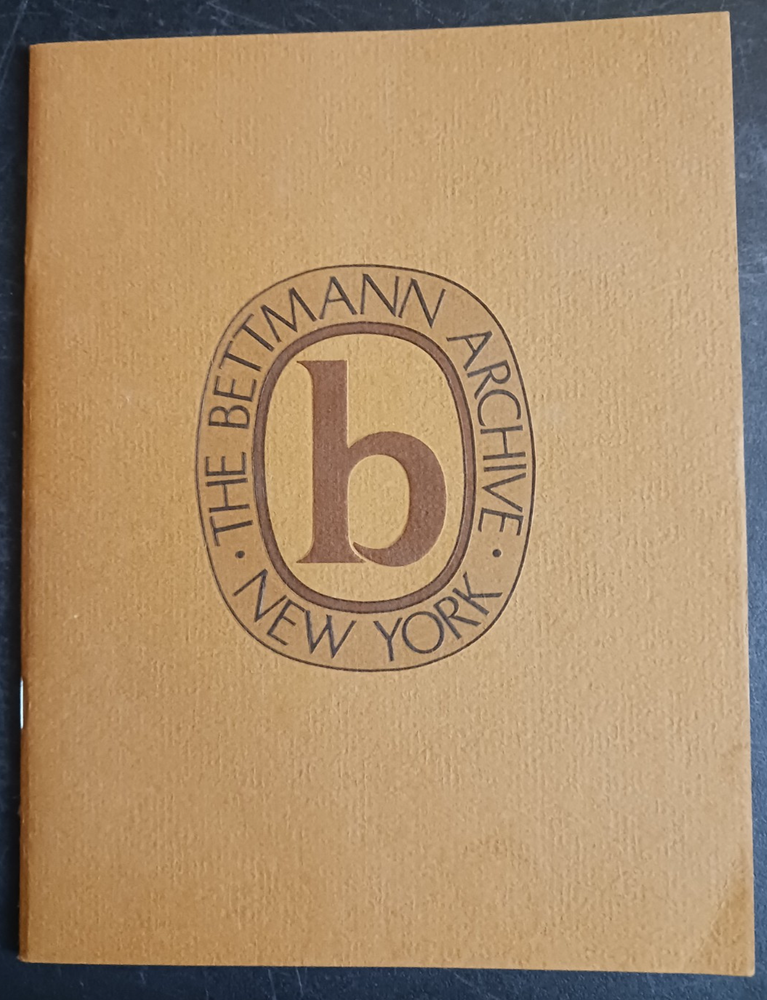 THE BETTMANN ARCHIVE
• NEW YORK •
b